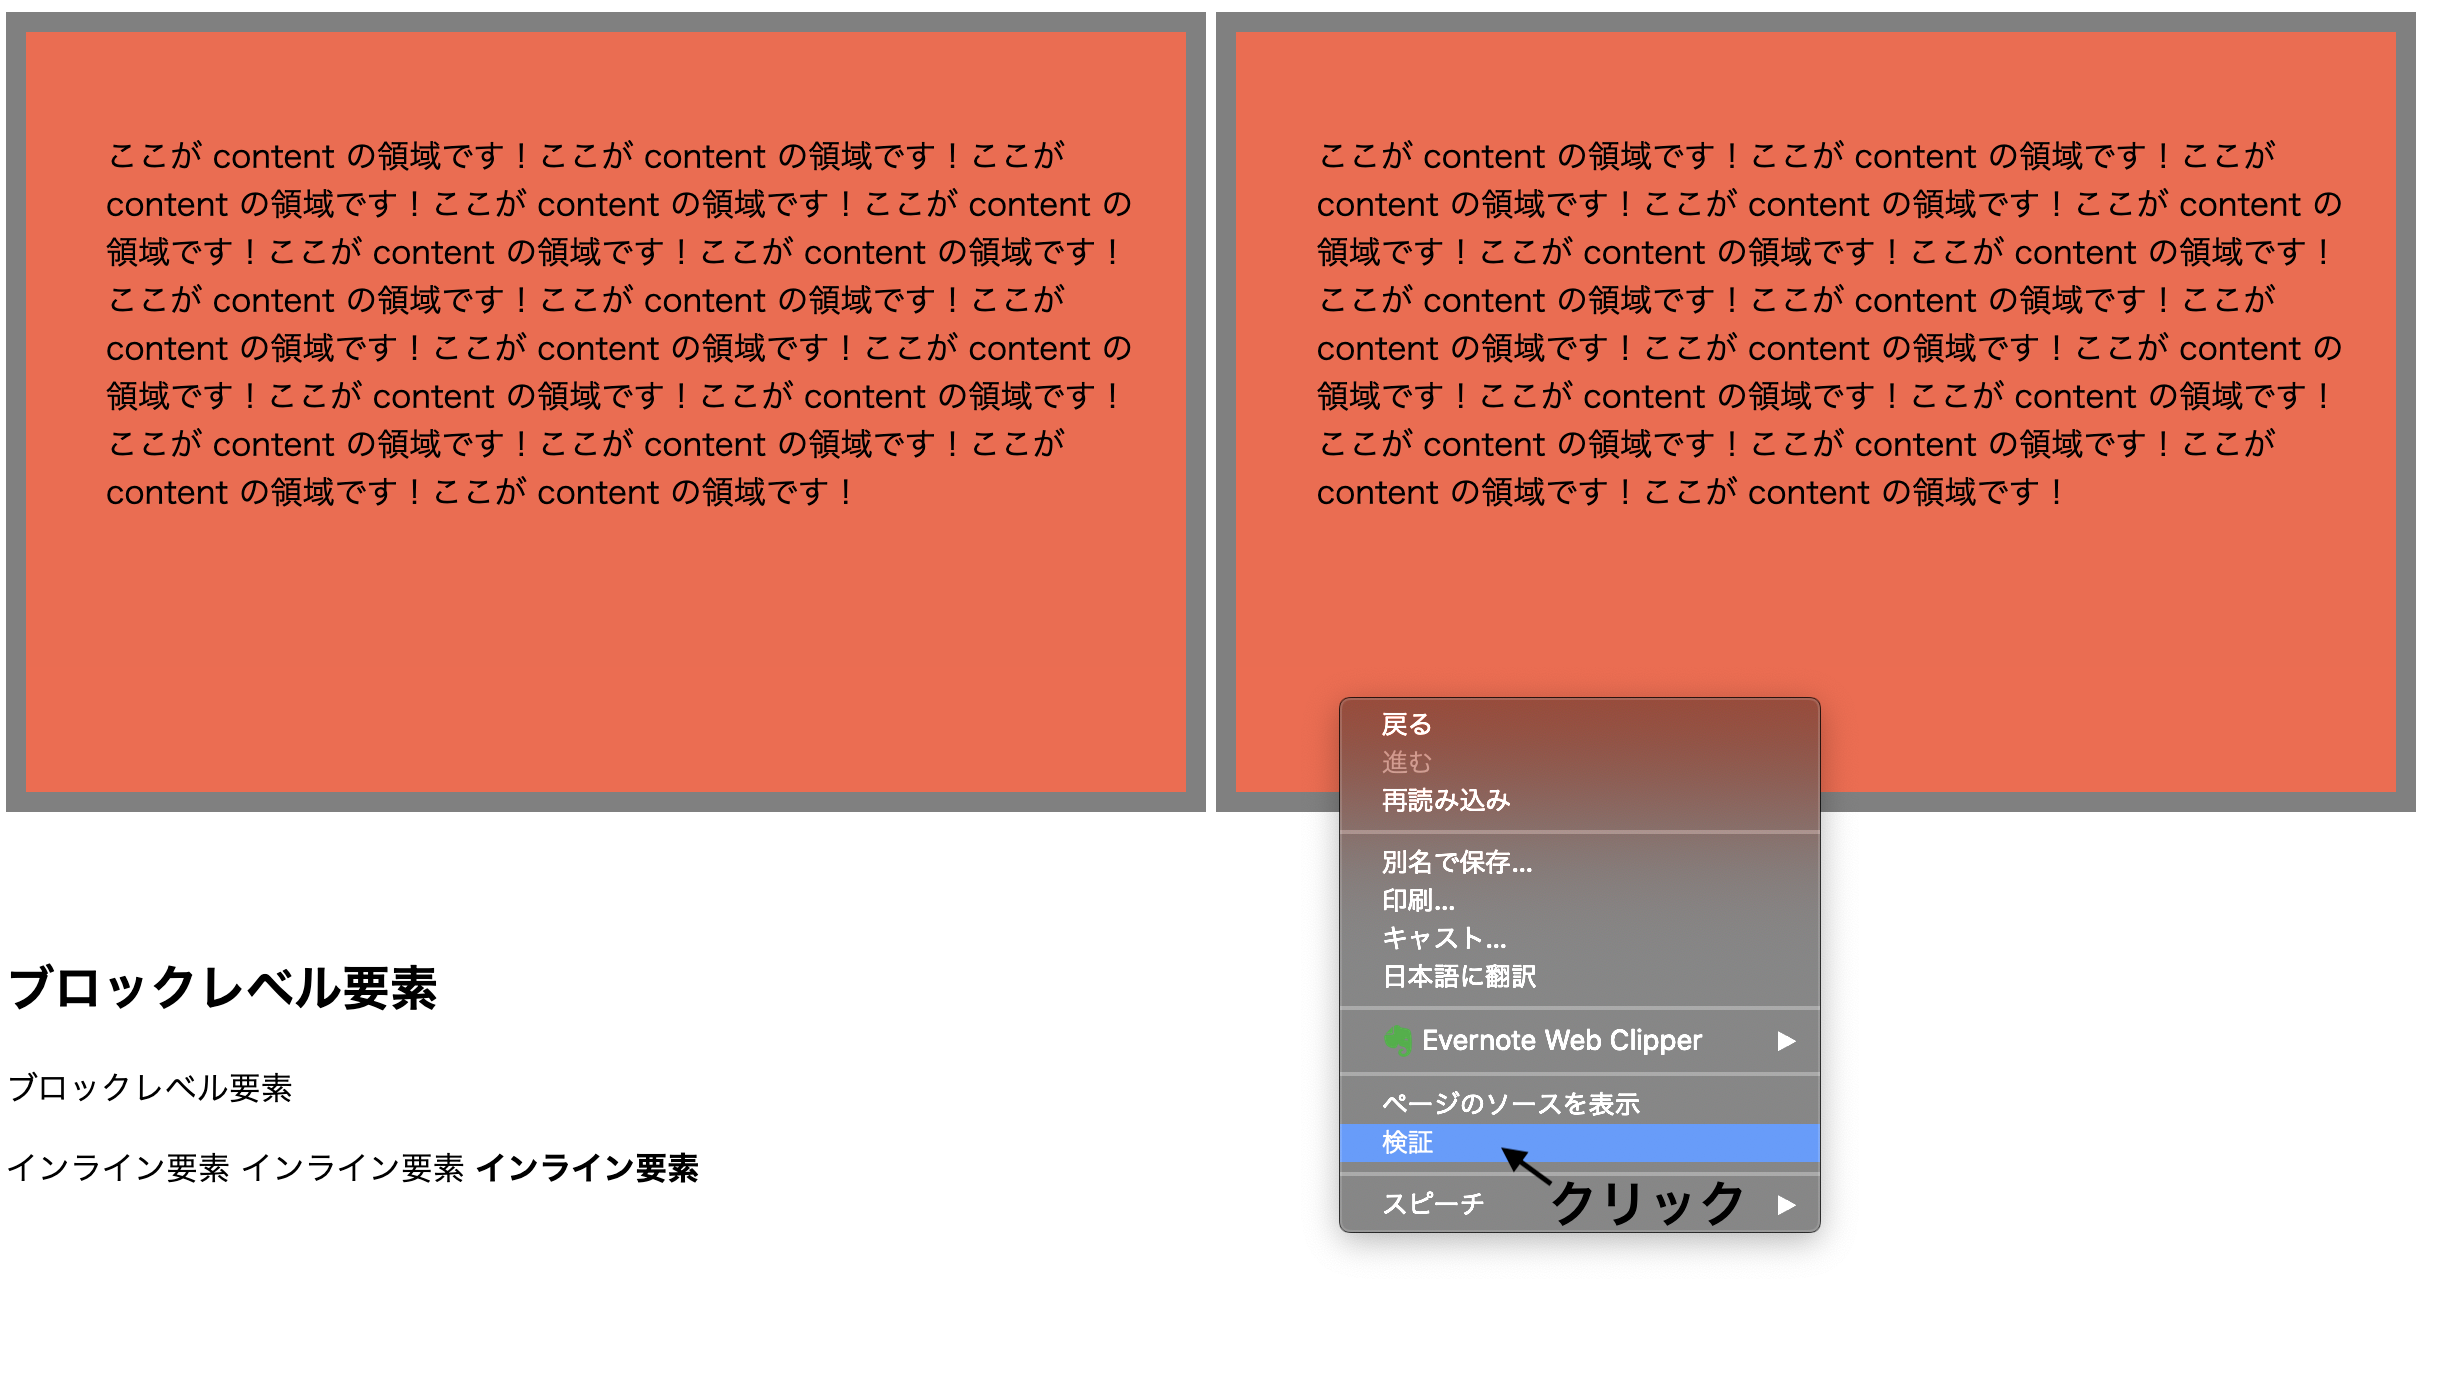 ここが content の領域です！ここが content の領域です！ここが
content の領域です！ここが content の領域です！ここが content の
領域です！ここが content の領域です！ここが content の領域です！
ここが content の領域です！ここが content の領域です！ここが
content の領域です！ここが content の領域です！ここが content の
領域です！ここが content の領域です！ここが content の領域です！
ここが content の領域です！ここが content の領域です！ここが
content の領域です！ここが content の領域です！
ここが content の領域です！ここが content の領域です！ここが
content の領域です！ここが content の領域です！ここが content の
領域です！ここが content の領域です！ここが content の領域です！
ここが content の領域です！ここが content の領域です！ここが
content の領域です！ここが content の領域です！ここが content の
領域です！ここが content の領域です！ここが content の領域です！
ここが content の領域です！ここが content の領域です！ここが
content の領域です！ここが content の領域です！
ブロックレベル要素
ブロックレベル要素
インライン要素 インライン要素 インライン要素
戻る
進む
再読み込み
別名で保存...
印刷...
キャスト...
日本語に翻訳
Evernote Web Clipper
ページのソースを表示
検証
クリック
スピーチ